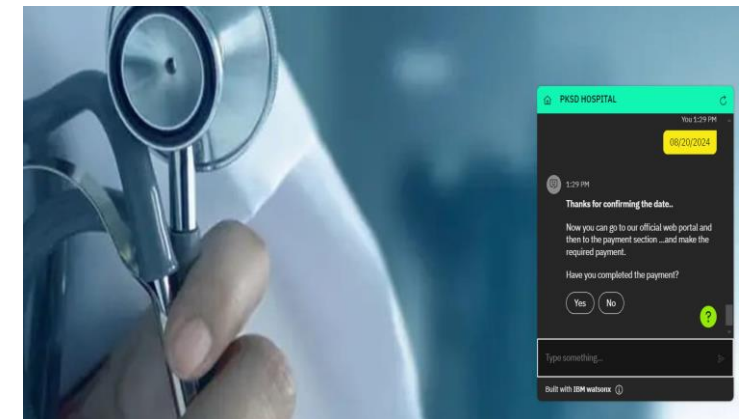 PKSD HOSPITAL
You 1:29 PM
08/20/2024
1:29 PM
Thanks for confirming the date..
Now you can go to our official web portal and
then to the payment section ...and make the
required payment.
Have you completed the payment?
Yes No
?
Type something...
Built with IBM watsonx